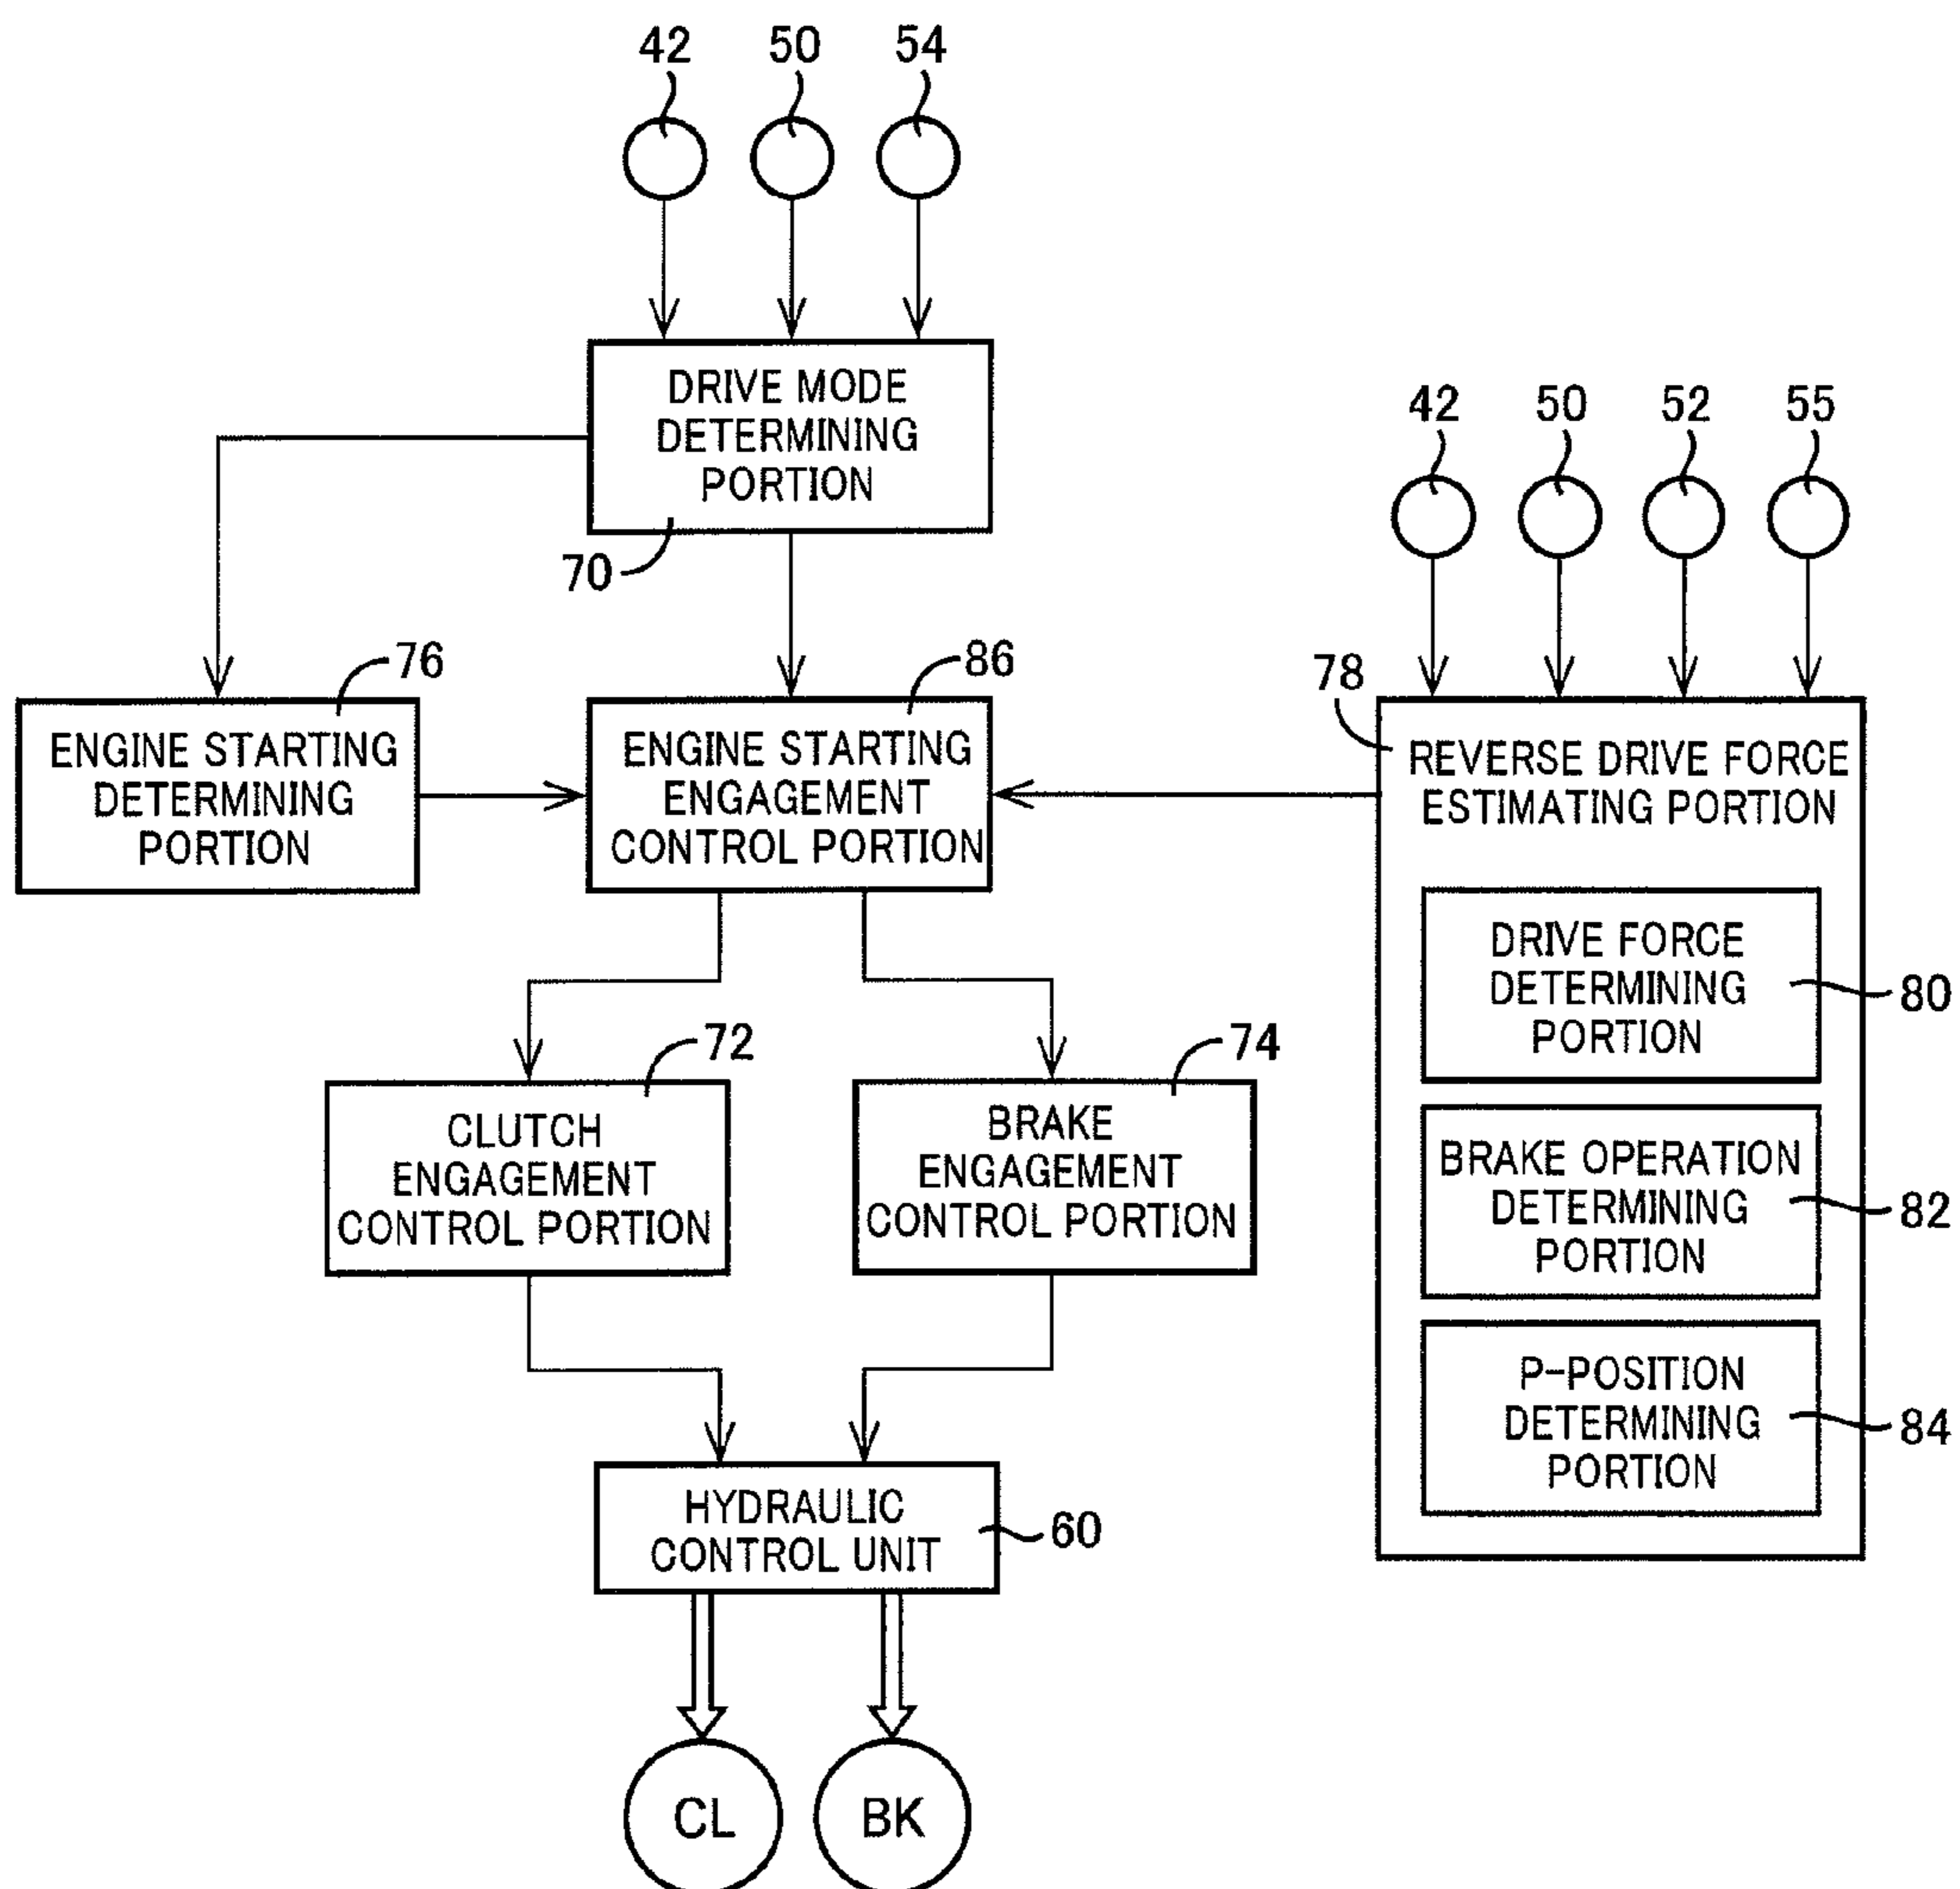 42 50 54
DRIVE MODE
DETERMINING
PORTION
70
42 50 52 55
76
86
78
ENGINE STARTING
DETERMINING
PORTION
ENGINE STARTING
ENGAGEMENT
CONTROL PORTION
REVERSE DRIVE FORCE
ESTIMATING PORTION
DRIVE FORCE
DETERMINING
PORTION
80
72
74
CLUTCH
ENGAGEMENT
CONTROL PORTION
BRAKE
ENGAGEMENT
CONTROL PORTION
BRAKE OPERATION
DETERMINING
PORTION
82
P-POSITION
DETERMINING
PORTION
84
HYDRAULIC
CONTROL UNIT
60
CL
BK